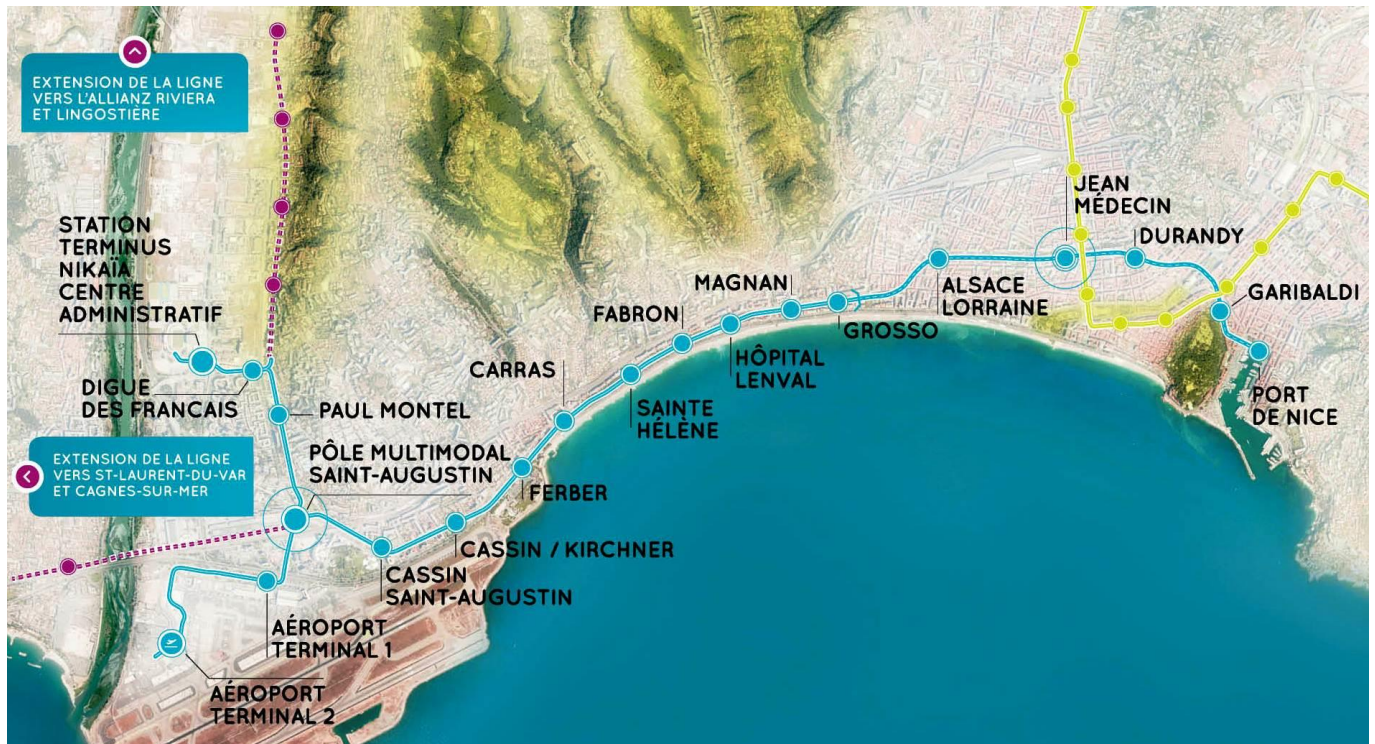 EXTENSION DE LA LIGNE
VERS L'ALLIANZ RIVIERA
ET LINGOSTIÈRE
STATION
TERMINUS
NIKAÏA
CENTRE
ADMINISTRATIF
DIGUE
DES FRANCAIS
PAUL MONTEL
EXTENSION DE LA LIGNE
VERS ST-LAURENT-DU-VAR
ET CAGNES-SUR-MER
PÔLE MULTIMODAL
SAINT-AUGUSTIN
AÉROPORT
TERMINAL 1
AÉROPORT
TERMINAL 2
CASSIN
SAINT-AUGUSTIN
CASSIN / KIRCHNER
FERBER
CARRAS
SAINTE
HÉLÈNE
FABRON
HÔPITAL
LENVAL
MAGNAN
GROSSO
ALSACE
LORRAINE
JEAN
MÉDECIN
DURANDY
GARIBALDI
PORT
DE NICE